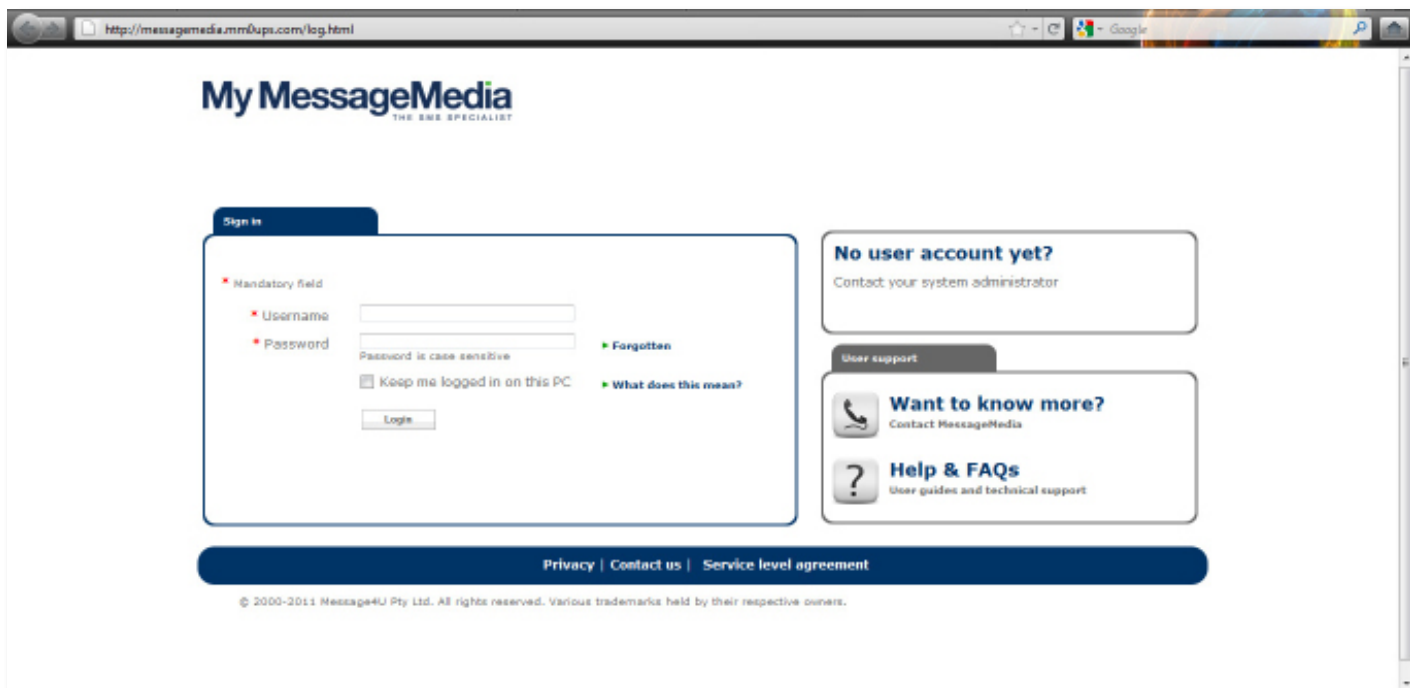 http://messagemedia.mm0ups.com/log.html
Google
My MessageMedia
THE SMS SPECIALIST
Sign in
* Mandatory field
* Username
* Password
Password is case sensitive
Forgotten
Keep me logged in on this PC
What does this mean?
Login
No user account yet?
Contact your system administrator
User support
Want to know more?
Contact MessageMedia
Help & FAQs
User guides and technical support
Privacy | Contact us | Service level agreement
© 2000-2011 Message4U Pty Ltd. All rights reserved. Various trademarks held by their respective owners.